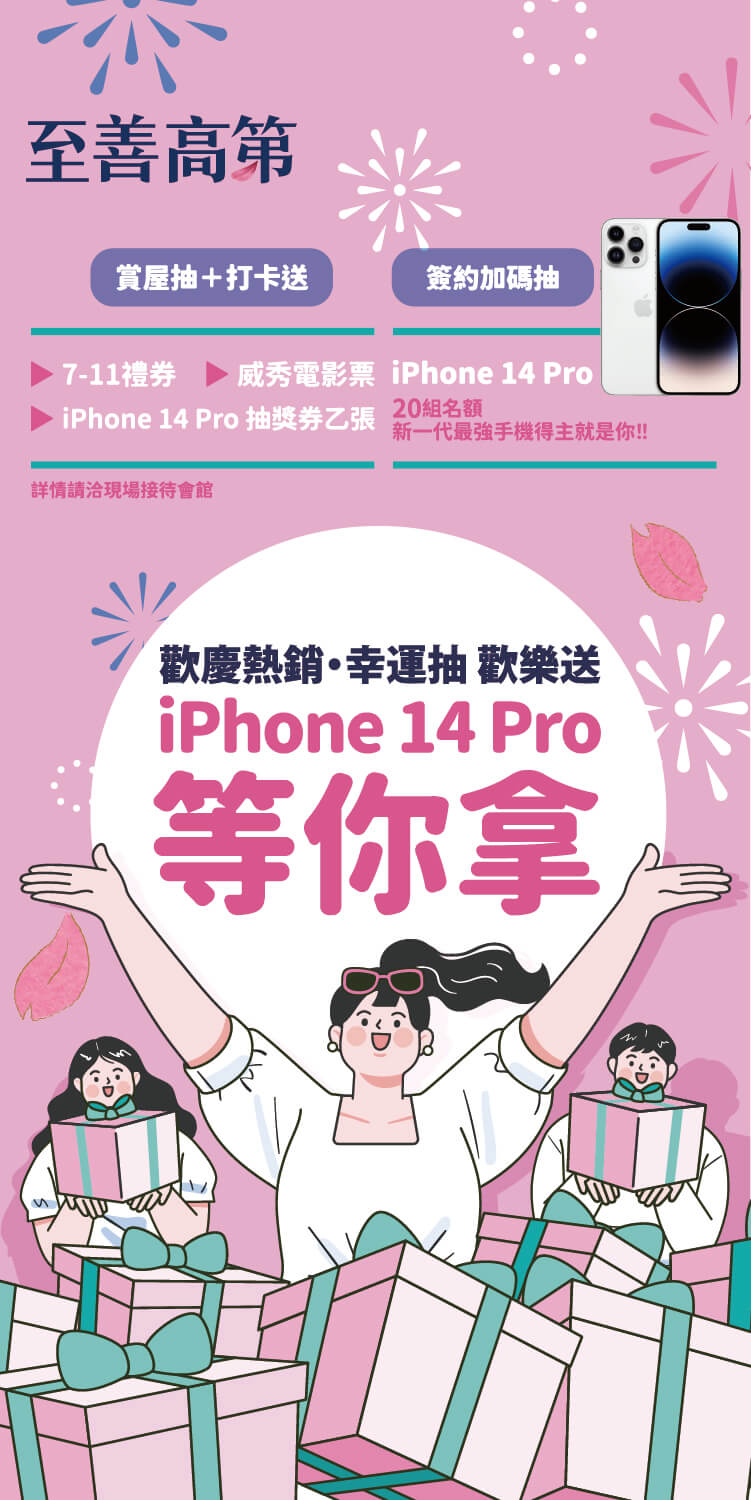 至善高第
賞屋抽＋打卡送
▶ 7-11禮券 ▶ 威秀電影票
▶ iPhone 14 Pro 抽獎券乙張
詳情請洽現場接待會館
簽約加碼抽
iPhone 14 Pro
20組名額
新一代最強手機得主就是你!!
歡慶熱銷•幸運抽 歡樂送
iPhone 14 Pro
等你拿